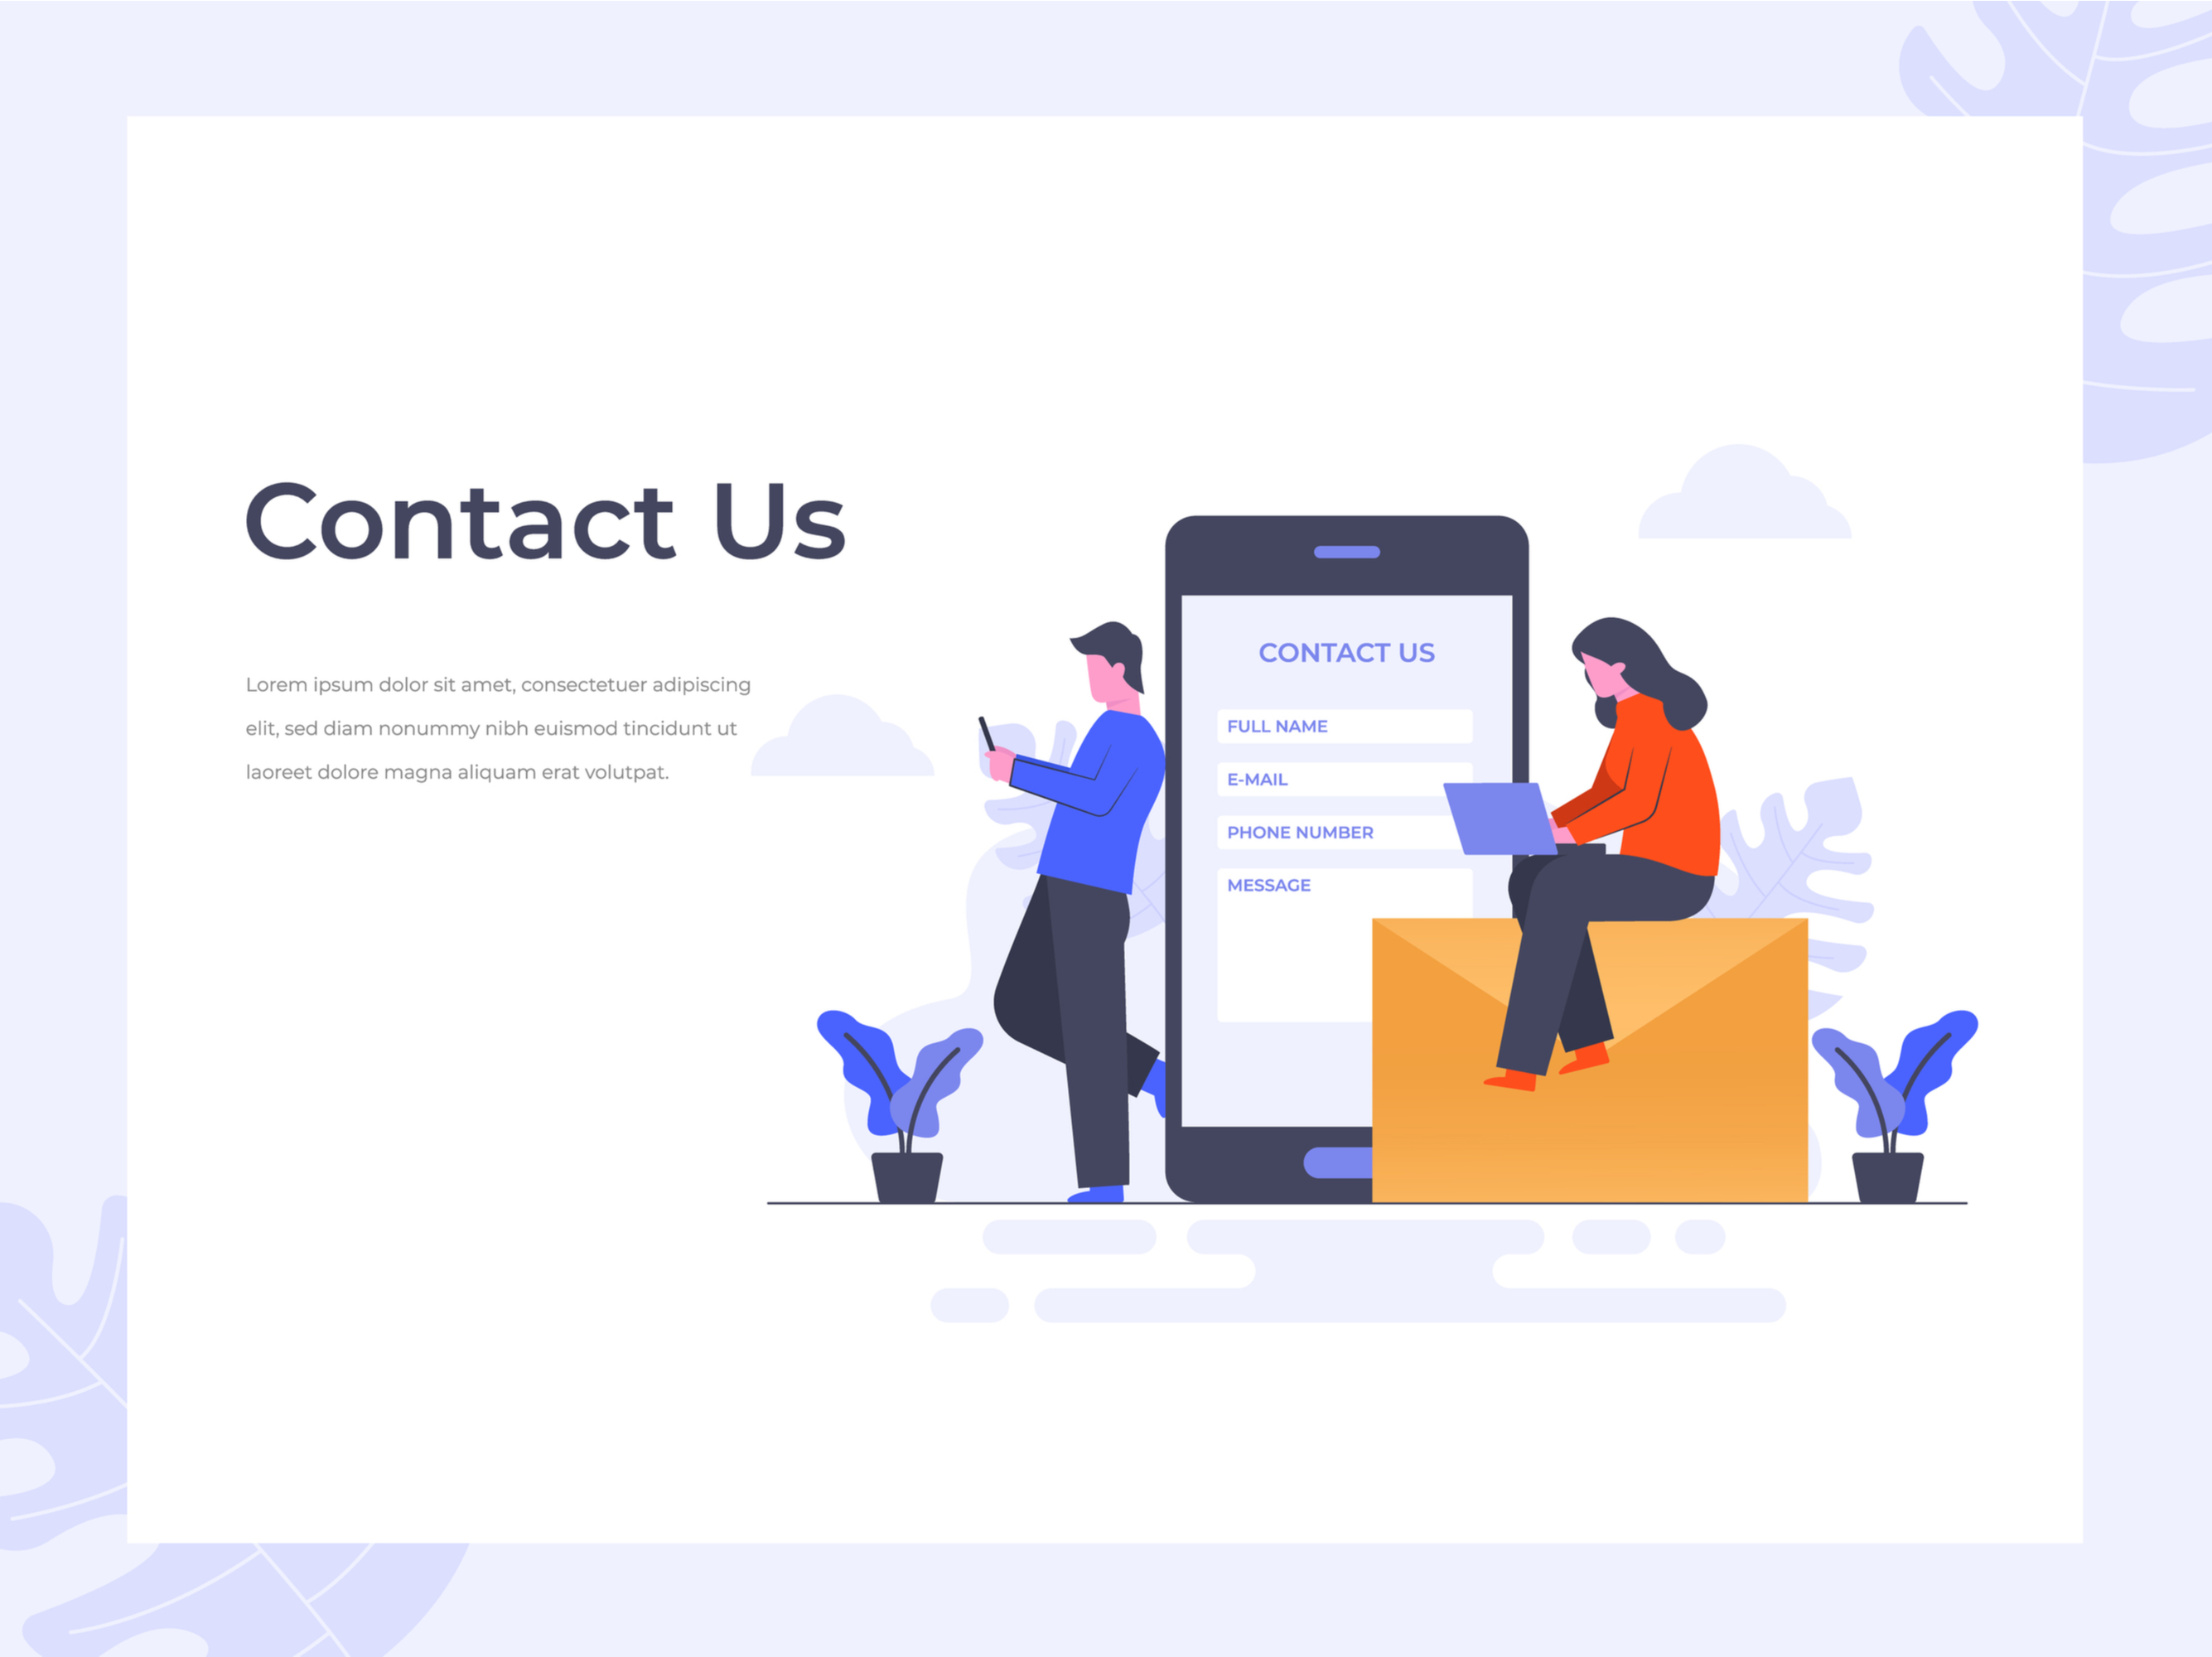 Contact Us
Lorem ipsum dolor sit amet, consectetuer adipiscing
elit, sed diam nonummy nibh euismod tincidunt ut
laoreet dolore magna aliquam erat volutpat.
CONTACT US
FULL NAME
E-MAIL
PHONE NUMBER
MESSAGE